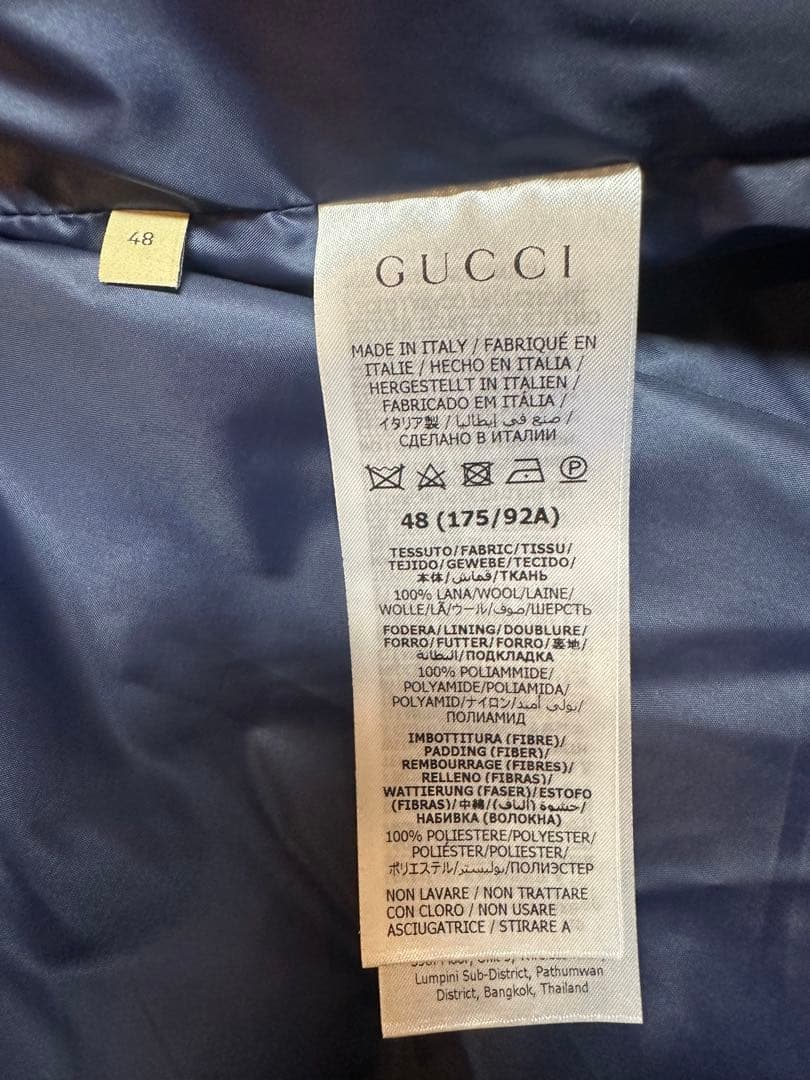 48
GUCCI
MADE IN ITALY / FABRIQUÉ EN
ITALIE / HECHO EN ITALIA /
HERGESTELLT IN ITALIEN /
FABRICADO EM ITÁLIA /
イタリア製 / صنع في إيطاليا /
СДЕЛАНО В ИТАЛИИ
P
48 (175/92A)
TESSUTO/FABRIC/TISSU/
TEJIDO/GEWEBE/TECIDO/
本体/قماش/ТКАНЬ
100% LANA/WOOL/LAINE/
WOLLE/LÃ/ウール/صوف/ШЕРСТЬ
FODERA/LINING/DOUBLURE/
FORRO/FUTTER/FORRO/裏地/
البطانة/ПОДКЛАДКА
100% POLIAMMIDE/
POLYAMIDE/POLIAMIDA/
POLYAMID/ナイロン/بولي أميد/
ПОЛИАМИД
IMBOTTITURA (FIBRE)/
PADDING (FIBER)/
REMBOURRAGE (FIBRES)/
RELLENO (FIBRAS)/
WATTIERUNG (FASER)/ESTOFO
(FIBRAS)/中綿/حشوة (ألياف)/
НАБИВКА (ВОЛОКНА)
100% POLIESTERE/POLYESTER/
POLIÉSTER/POLIESTER/
ポリエステル/بوليستر/ПОЛИЭСТЕР
NON LAVARE / NON TRATTARE
CON CLORO / NON USARE
ASCIUGATRICE / STIRARE A
Lumpini Sub-District, Pathumwan
District, Bangkok, Thailand